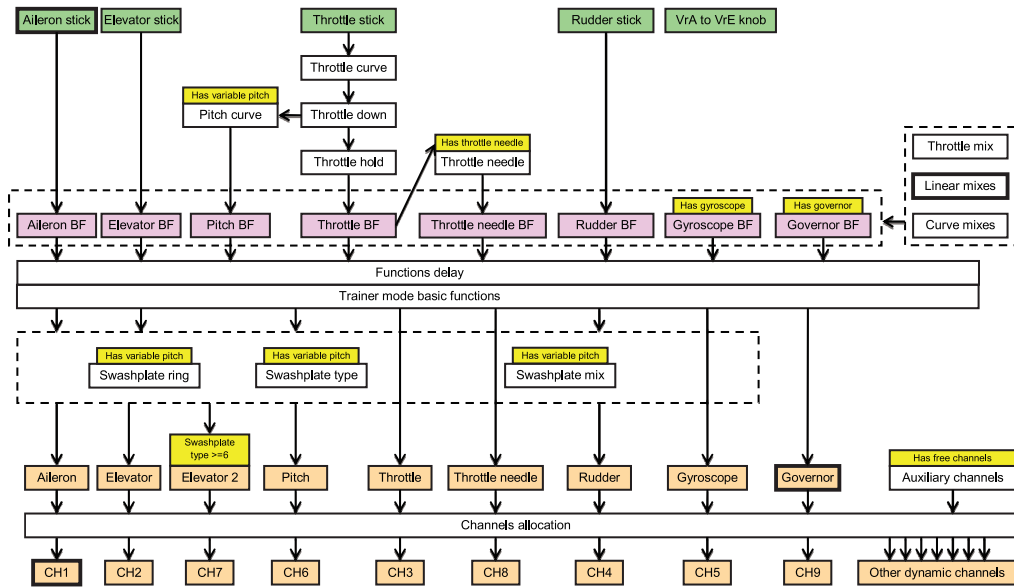 Aileron stick
Elevator stick
Throttle stick
Rudder stick
VrA to VrE knob
Throttle curve
Has variable pitch
Pitch curve
Throttle down
Has throttle needle
Throttle needle
Throttle hold
Throttle mix
Linear mixes
Curve mixes
Has gyroscope
Has governor
Aileron BF
Elevator BF
Pitch BF
Throttle BF
Throttle needle BF
Rudder BF
Gyroscope BF
Governor BF
Functions delay
Trainer mode basic functions
Has variable pitch
Swashplate ring
Has variable pitch
Swashplate type
Has variable pitch
Swashplate mix
Swashplate
type >=6
Has free channels
Aileron
Elevator
Elevator 2
Pitch
Throttle
Throttle needle
Rudder
Gyroscope
Governor
Auxiliary channels
Channels allocation
CH1
CH2
CH7
CH6
CH3
CH8
CH4
CH5
CH9
Other dynamic channels